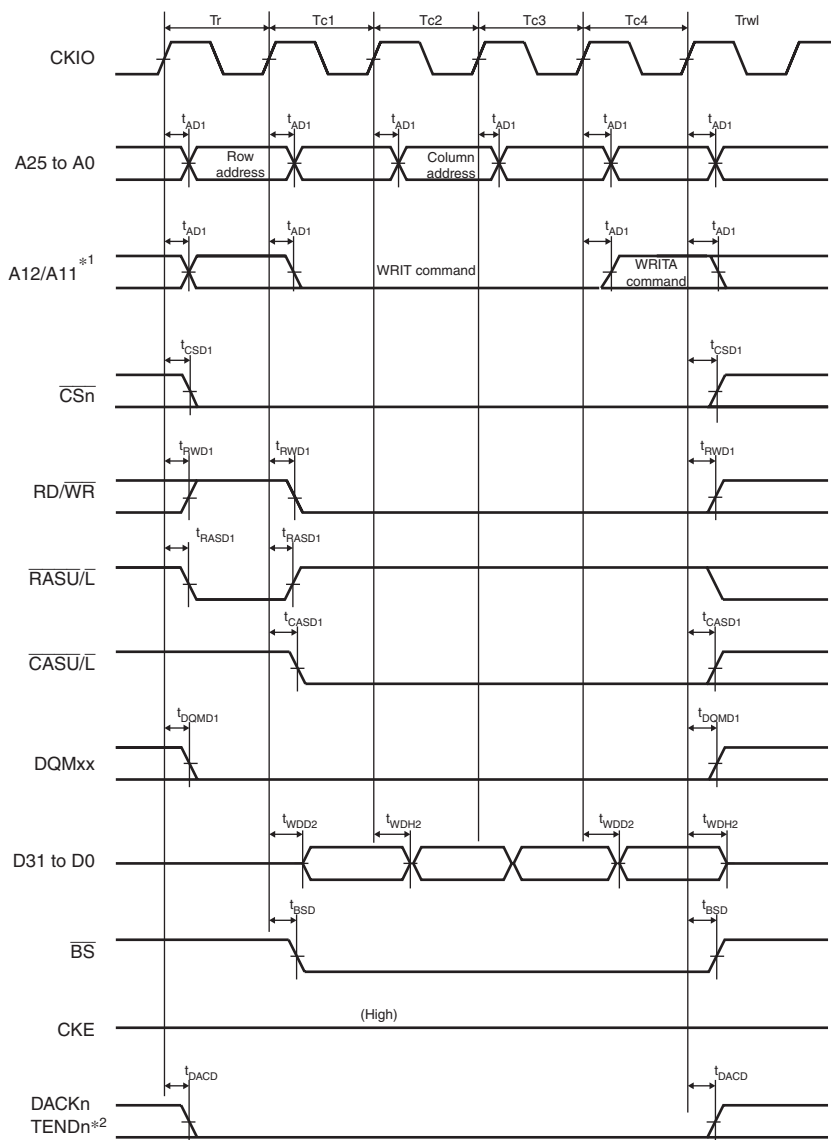 Tr Tc1 Tc2 Tc3 Tc4 Trwl
CKIO
tAD1 tAD1 tAD1 tAD1 tAD1 tAD1
A25 to A0
Row
address
Column
address
tAD1 tAD1 tAD1 tAD1
A12/A11*1
WRIT command
WRITA
command
tCSD1 tCSD1
CSn
tRWD1 tRWD1 tRWD1
RD/WR
tRASD1 tRASD1
RASU/L
tCASD1 tCASD1
CASU/L
tDQMD1 tDQMD1
DQMxx
tWDD2 tWDH2 tWDD2 tWDH2
D31 to D0
tBSD tBSD
BS
(High)
CKE
tDACD tDACD
DACKn
TENDn*2